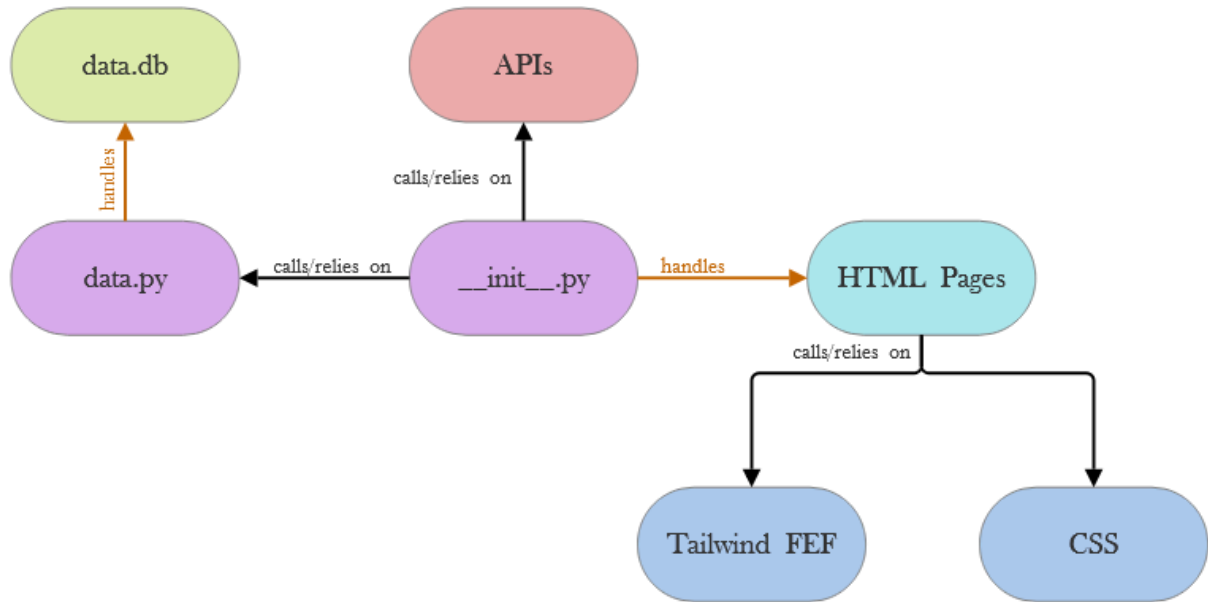 data.db
APIs
handles
calls/relies on
data.py
calls/relies on
__init__.py
handles
HTML Pages
calls/relies on
Tailwind FEF
CSS